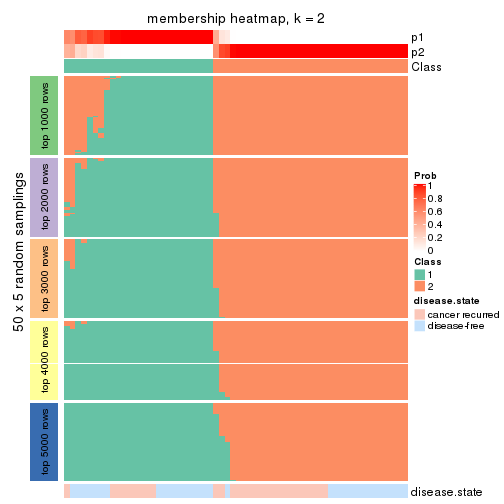 membership heatmap, k = 2
p1
p2
Class
50 x 5 random samplings
top 1000 rows
top 2000 rows
top 3000 rows
top 4000 rows
top 5000 rows
Prob
1
0.8
0.6
0.4
0.2
0
Class
1
2
disease.state
cancer recurred
disease-free
disease.state